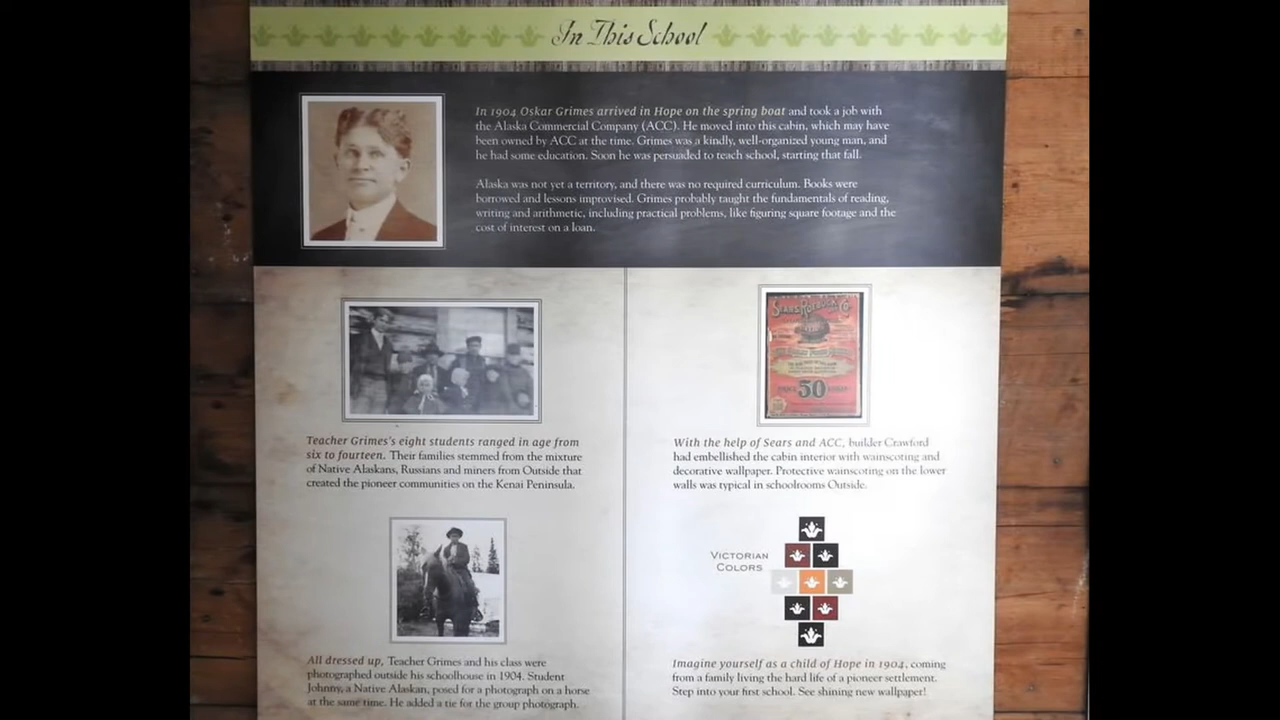 In This School
In 1904 Oskar Grimes arrived in Hope on the spring boat and took a job with
the Alaska Commercial Company (ACC). He moved into this cabin, which may have
been owned by ACC at the time. Grimes was a kindly, well-organized young man, and
he had some education. Soon he was persuaded to teach school, starting that fall.
Alaska was not yet a territory, and there was no required curriculum. Books were
borrowed and lessons improvised. Grimes probably taught the fundamentals of reading,
writing and arithmetic, including practical problems, like figuring square footage and the
cost of interest on a loan.
Teacher Grimes's eight students ranged in age from
six to fourteen. Their families stemmed from the mixture
of Native Alaskans, Russians and miners from Outside that
created the pioneer communities on the Kenai Peninsula.
All dressed up, Teacher Grimes and his class were
photographed outside his schoolhouse in 1904. Student
Johnny, a Native Alaskan, posed for a photograph on a horse
at the same time. He added a tie for the group photograph.
Sears, Roebuck & Co
50
With the help of Sears and ACC, builder Crawford
had embellished the cabin interior with wainscoting and
decorative wallpaper. Protective wainscoting on the lower
walls was typical in schoolrooms Outside.
Victorian
Colors
Imagine yourself as a child of Hope in 1904, coming
from a family living the hard life of a pioneer settlement.
Step into your first school. See shining new wallpaper!